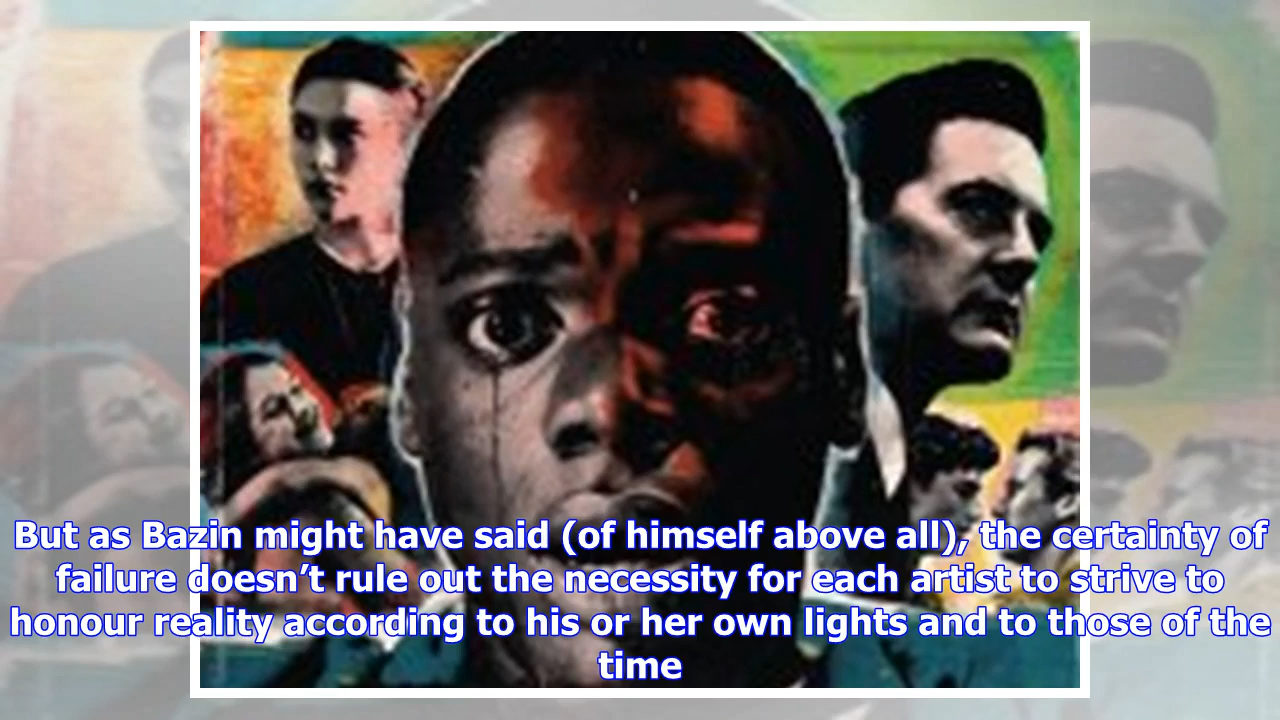 But as Bazin might have said (of himself above all), the certainty of
failure doesn’t rule out the necessity for each artist to strive to
honour reality according to his or her own lights and to those of the
time